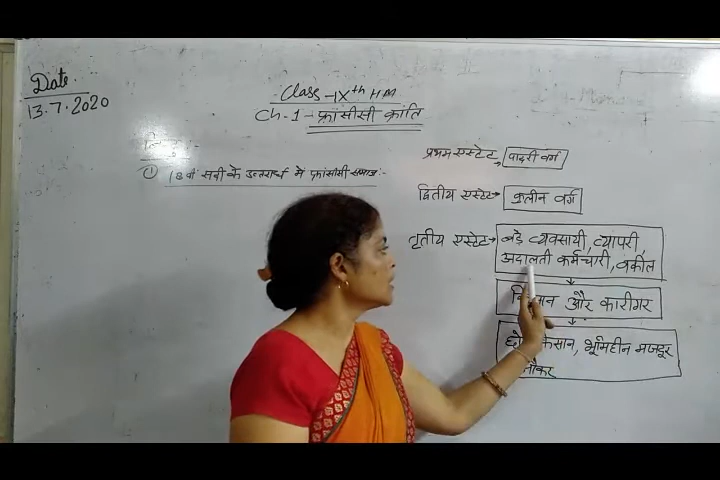 Date
13.7.2020
Class -IXth HM
Ch-1- फ्रांसीसी क्रांति
① 18वीं सदी के उत्तरार्ध में फ्रांसीसी समाज:-
प्रथम एस्टेट → पादरी वर्ग
द्वितीय एस्टेट → कुलीन वर्ग
तृतीय एस्टेट → बड़े व्यवसायी, व्यापरी,
अदालती कर्मचारी, वकील
↓
और कारीगर
↓
भूमिहीन मजदूर
नौकर